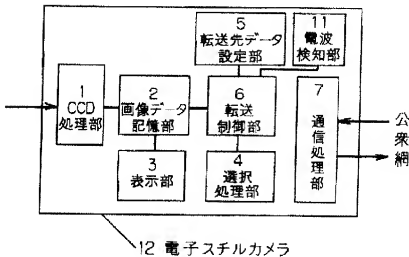 5
転送先データ
設定部
11
電波
検知部
1
CCD
処理部
2
画像データ
記憶部
6
転送
制御部
7
通信処理部
公衆網
3
表示部
4
選択
処理部
12 電子スチルカメラ